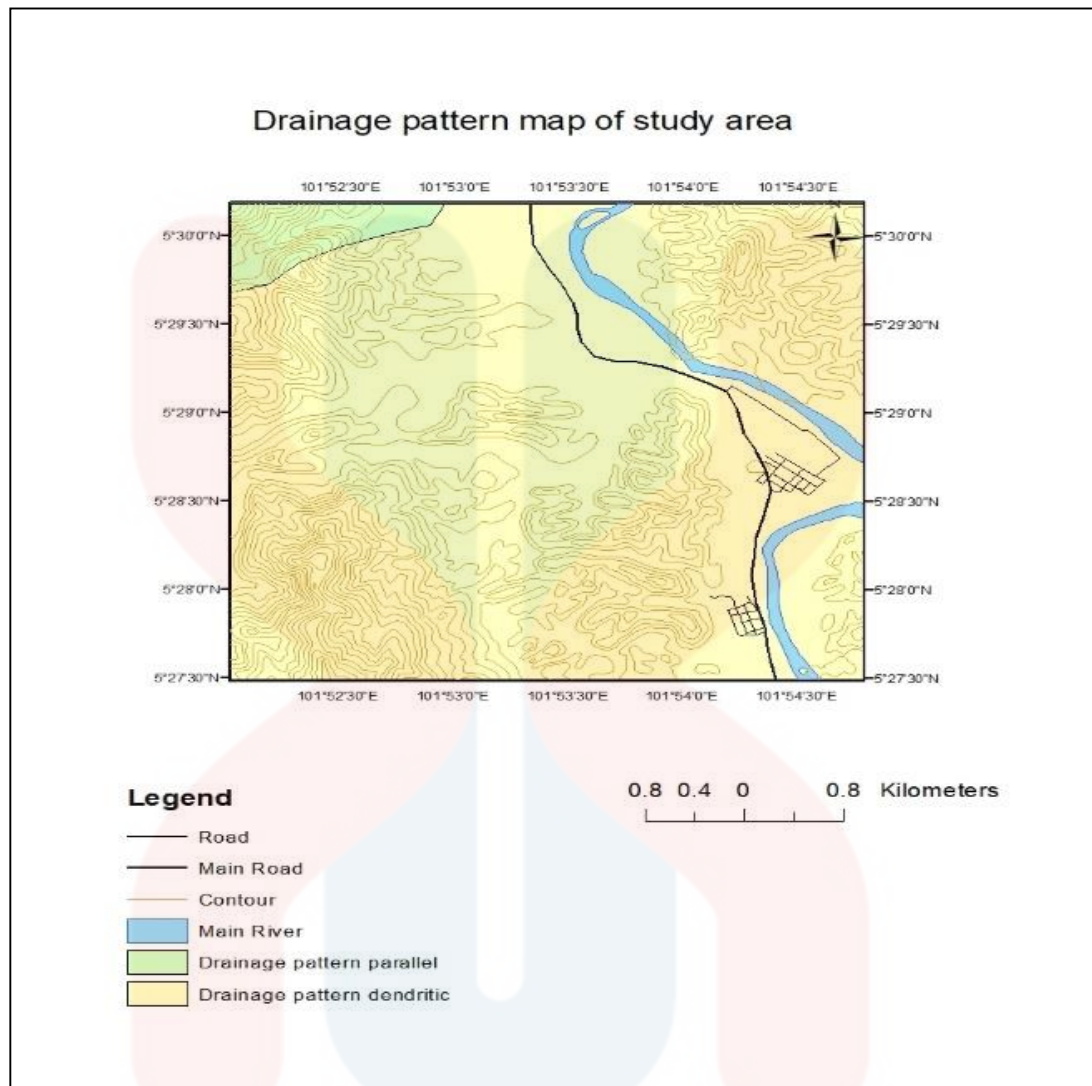 Drainage pattern map of study area
101°52'30"E 101°53'0"E 101°53'30"E 101°54'0"E 101°54'30"E
5°30'0"N 5°30'0"N
5°29'30"N 5°29'30"N
5°29'0"N 5°29'0"N
5°28'30"N 5°28'30"N
5°28'0"N 5°28'0"N
5°27'30"N 5°27'30"N
101°52'30"E 101°53'0"E 101°53'30"E 101°54'0"E 101°54'30"E
Legend
Road
Main Road
Contour
Main River
Drainage pattern parallel
Drainage pattern dendritic
0.8 0.4 0 0.8 Kilometers